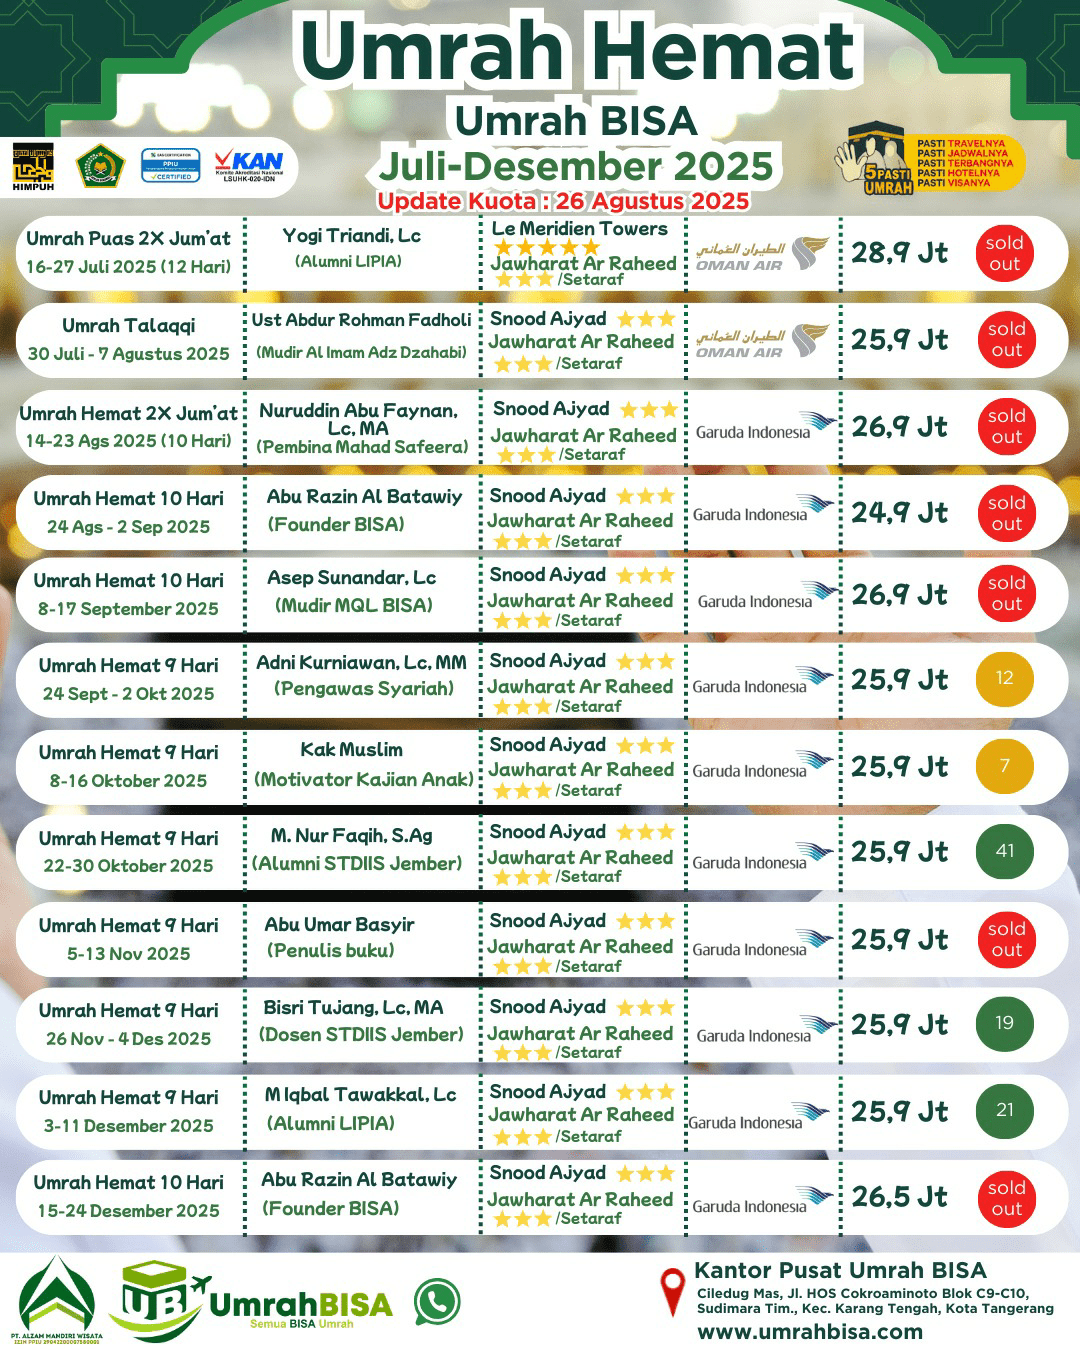 Umrah Hemat
Umrah BISA
Juli-Desember 2025
Update Kuota : 26 Agustus 2025
HIMPUH
CERTIFIED
KAN
Komite Akreditasi Nasional
LSUHK-020-IDN
5 PASTI
UMRAH
PASTI TRAVELNYA
PASTI JADWALNYA
PASTI TERBANGNYA
PASTI HOTELNYA
PASTI VISANYA
Umrah Puas 2X Jum'at
16-27 Juli 2025 (12 Hari)
Yogi Triandi, Lc
(Alumni LIPIA)
Le Meridien Towers
Jawharat Ar Raheed
/Setaraf
الطيران العُماني
OMAN AIR
28,9 Jt
sold
out
Umrah Talaqqi
30 Juli - 7 Agustus 2025
Ust Abdur Rohman Fadholi
(Mudir Al Imam Adz Dzahabi)
Snood Ajyad
Jawharat Ar Raheed
/Setaraf
الطيران العُماني
OMAN AIR
25,9 Jt
sold
out
Umrah Hemat 2X Jum'at
14-23 Ags 2025 (10 Hari)
Nuruddin Abu Faynan,
Lc, MA
(Pembina Mahad Safeera)
Snood Ajyad
Jawharat Ar Raheed
/Setaraf
Garuda Indonesia
26,9 Jt
sold
out
Umrah Hemat 10 Hari
24 Ags - 2 Sep 2025
Abu Razin Al Batawiy
(Founder BISA)
Snood Ajyad
Jawharat Ar Raheed
/Setaraf
Garuda Indonesia
24,9 Jt
sold
out
Umrah Hemat 10 Hari
8-17 September 2025
Asep Sunandar, Lc
(Mudir MQL BISA)
Snood Ajyad
Jawharat Ar Raheed
/Setaraf
Garuda Indonesia
26,9 Jt
sold
out
Umrah Hemat 9 Hari
24 Sept - 2 Okt 2025
Adni Kurniawan, Lc, MM
(Pengawas Syariah)
Snood Ajyad
Jawharat Ar Raheed
/Setaraf
Garuda Indonesia
25,9 Jt
12
Umrah Hemat 9 Hari
8-16 Oktober 2025
Kak Muslim
(Motivator Kajian Anak)
Snood Ajyad
Jawharat Ar Raheed
/Setaraf
Garuda Indonesia
25,9 Jt
7
Umrah Hemat 9 Hari
22-30 Oktober 2025
M. Nur Faqih, S.Ag
(Alumni STDIIS Jember)
Snood Ajyad
Jawharat Ar Raheed
/Setaraf
Garuda Indonesia
25,9 Jt
41
Umrah Hemat 9 Hari
5-13 Nov 2025
Abu Umar Basyir
(Penulis buku)
Snood Ajyad
Jawharat Ar Raheed
/Setaraf
Garuda Indonesia
25,9 Jt
sold
out
Umrah Hemat 9 Hari
26 Nov - 4 Des 2025
Bisri Tujang, Lc, MA
(Dosen STDIIS Jember)
Snood Ajyad
Jawharat Ar Raheed
/Setaraf
Garuda Indonesia
25,9 Jt
19
Umrah Hemat 9 Hari
3-11 Desember 2025
M Iqbal Tawakkal, Lc
(Alumni LIPIA)
Snood Ajyad
Jawharat Ar Raheed
/Setaraf
Garuda Indonesia
25,9 Jt
21
Umrah Hemat 10 Hari
15-24 Desember 2025
Abu Razin Al Batawiy
(Founder BISA)
Snood Ajyad
Jawharat Ar Raheed
/Setaraf
Garuda Indonesia
26,5 Jt
sold
out
PT. ALZAM MANDIRI WISATA
UB
UmrahBISA
Semua BISA Umrah
Kantor Pusat Umrah BISA
Ciledug Mas, Jl. HOS Cokroaminoto Blok C9-C10,
Sudimara Tim., Kec. Karang Tengah, Kota Tangerang
www.umrahbisa.com